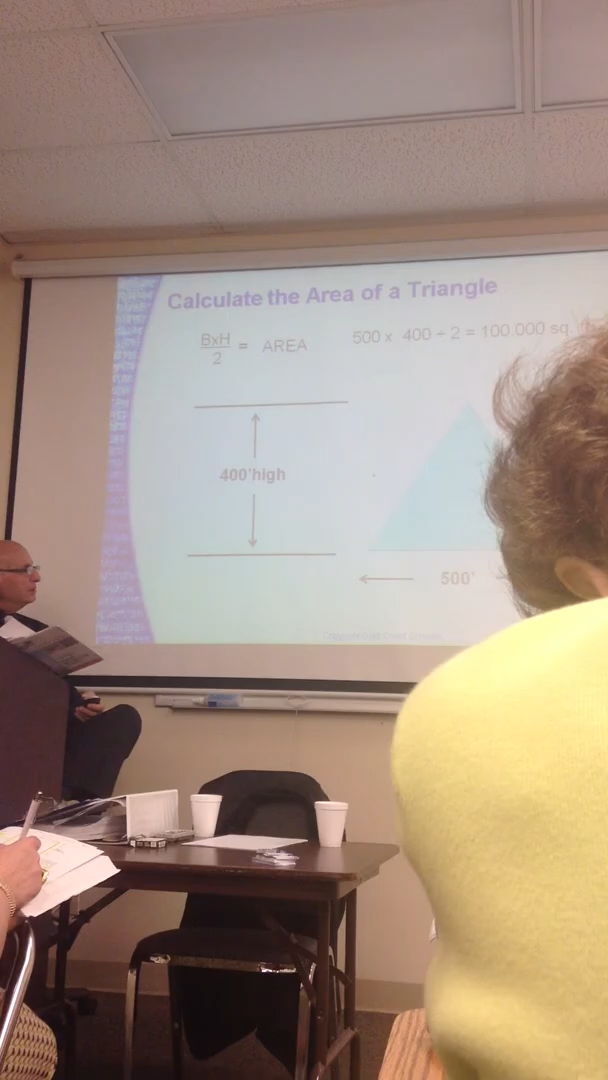 Calculate the Area of a Triangle
BxH
2
= AREA
500 x 400 ÷ 2 = 100.000 sq
400'high
500'